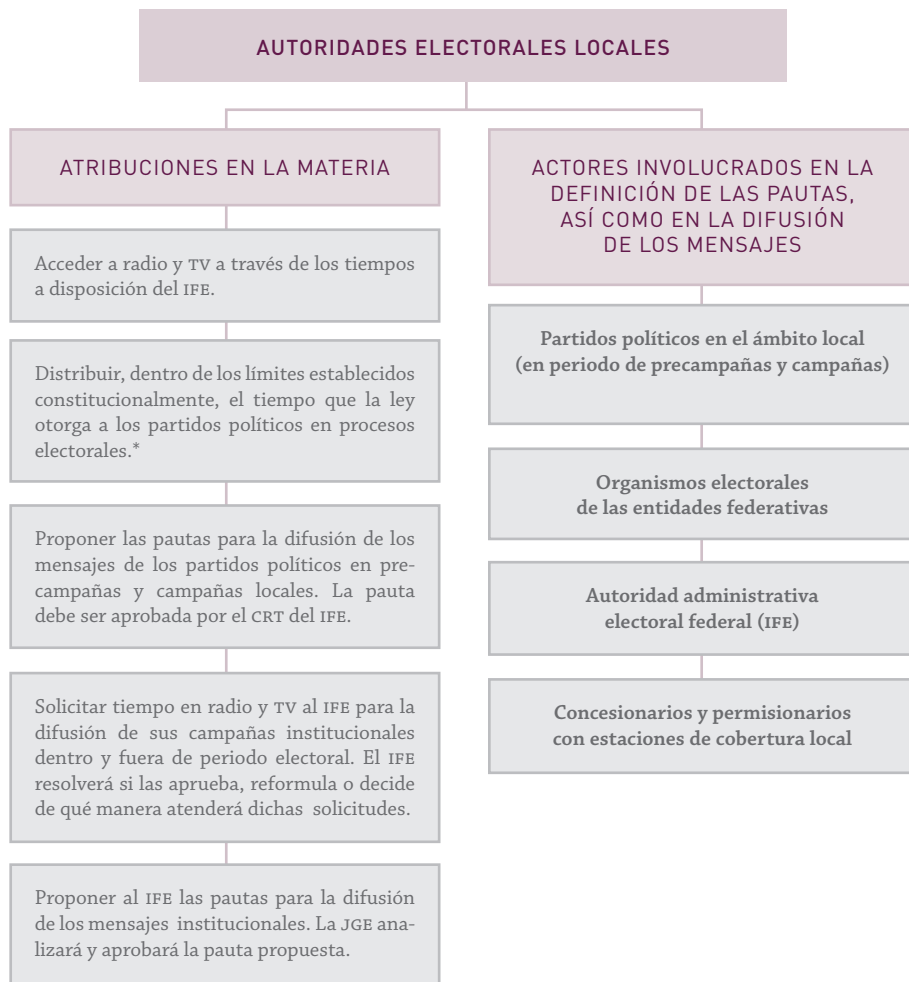 AUTORIDADES ELECTORALES LOCALES
ATRIBUCIONES EN LA MATERIA
Acceder a radio y TV a través de los tiempos
a disposición del IFE.
Distribuir, dentro de los límites establecidos
constitucionalmente, el tiempo que la ley
otorga a los partidos políticos en procesos
electorales.*
Proponer las pautas para la difusión de los
mensajes de los partidos políticos en pre-
campañas y campañas locales. La pauta
debe ser aprobada por el CRT del IFE.
Solicitar tiempo en radio y TV al IFE para la
difusión de sus campañas institucionales
dentro y fuera de periodo electoral. El IFE
resolverá si las aprueba, reformula o decide
de qué manera atenderá dichas solicitudes.
Proponer al IFE las pautas para la difusión
de los mensajes institucionales. La JGE ana-
lizará y aprobará la pauta propuesta.
ACTORES INVOLUCRADOS EN LA
DEFINICIÓN DE LAS PAUTAS,
ASÍ COMO EN LA DIFUSIÓN
DE LOS MENSAJES
Partidos políticos en el ámbito local
(en periodo de precampañas y campañas)
Organismos electorales
de las entidades federativas
Autoridad administrativa
electoral federal (IFE)
Concesionarios y permisionarios
con estaciones de cobertura local